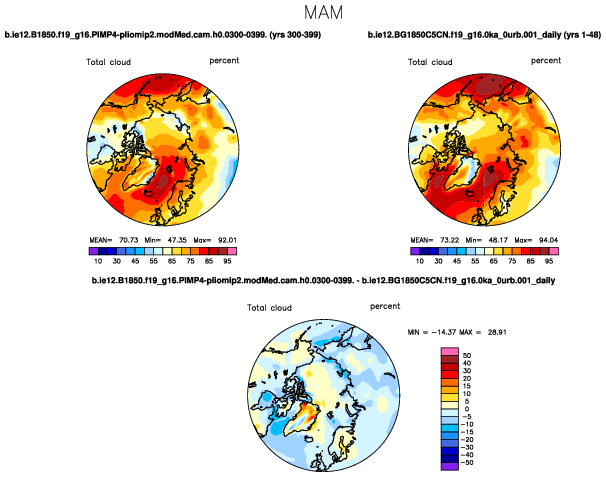 MAM
b.ie12.B1850.f19_g16.PIMP4-pliomip2.modMed.cam.h0.0300-0399. (yrs 300-399)
b.ie12.BG1850C5CN.f19_g16.0ka_0urb.001_daily (yrs 1-48)
Total cloud percent
Total cloud percent
MEAN= 70.73 Min= 47.35 Max= 92.01
MEAN= 73.22 Min= 48.17 Max= 94.04
10 30 45 55 65 75 85 95
10 30 45 55 65 75 85 95
b.ie12.B1850.f19_g16.PIMP4-pliomip2.modMed.cam.h0.0300-0399. - b.ie12.BG1850C5CN.f19_g16.0ka_0urb.001_daily
Total cloud percent
MIN = -14.37 MAX = 28.91
50
40
30
20
15
10
5
0
-5
-10
-15
-20
-30
-40
-50